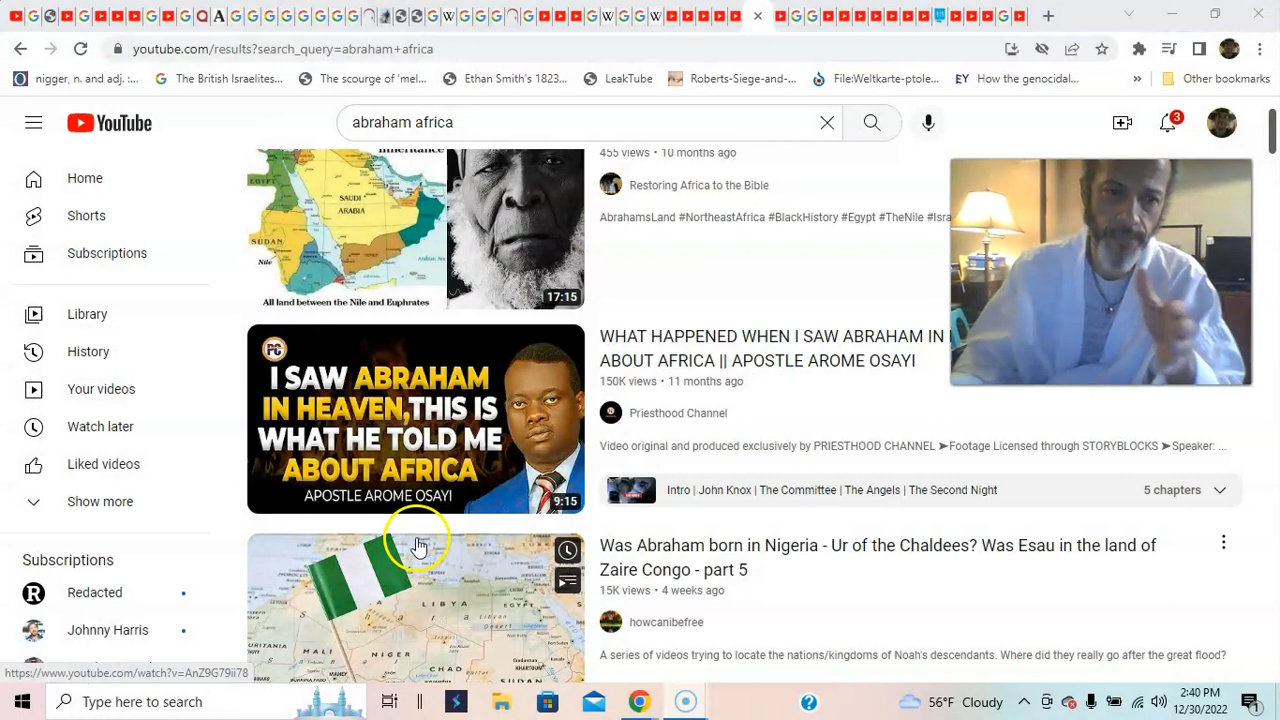 youtube.com/results?search_query=abraham+africa
nigger, n. and adj. :...
The British Israelites...
The scourge of 'mel...
Ethan Smith's 1823...
LeakTube
Roberts-Siege-and-...
File:Weltkarte-ptole...
EY
How the genocidal...
»
Other bookmarks
YouTube
abraham africa
3
Home
Shorts
Subscriptions
Library
History
Your videos
Watch later
Liked videos
Show more
Subscriptions
Redacted
Johnny Harris
https://www.youtube.com/watch?v=AnZ9G79ii78
Inheritance
EGYPT
SAUDI
ARABIA
SUDAN
Nile
All land between the Nile and Euphrates
17:15
455 views • 10 months ago
Restoring Africa to the Bible
AbrahamsLand #NortheastAfrica #BlackHistory #Egypt #TheNile #Isra
PC
I SAW ABRAHAM
IN HEAVEN,THIS IS
WHAT HE TOLD ME
ABOUT AFRICA
APOSTLE AROME OSAYI
9:15
WHAT HAPPENED WHEN I SAW ABRAHAM IN
ABOUT AFRICA || APOSTLE AROME OSAYI
150K views • 11 months ago
Priesthood Channel
Video original and produced exclusively by PRIESTHOOD CHANNEL ➤Footage Licensed through STORYBLOCKS ➤Speaker: ...
Intro | John Knox | The Committee | The Angels | The Second Night
5 chapters
LIBYA
EGYPT
MALI
NIGER
CHAD
Was Abraham born in Nigeria - Ur of the Chaldees? Was Esau in the land of
Zaire Congo - part 5
15K views • 4 weeks ago
howcanibefree
A series of videos trying to locate the nations/kingdoms of Noah's descendants. Where did they really go after the great flood?
Type here to search
56°F Cloudy
2:40 PM
12/30/2022